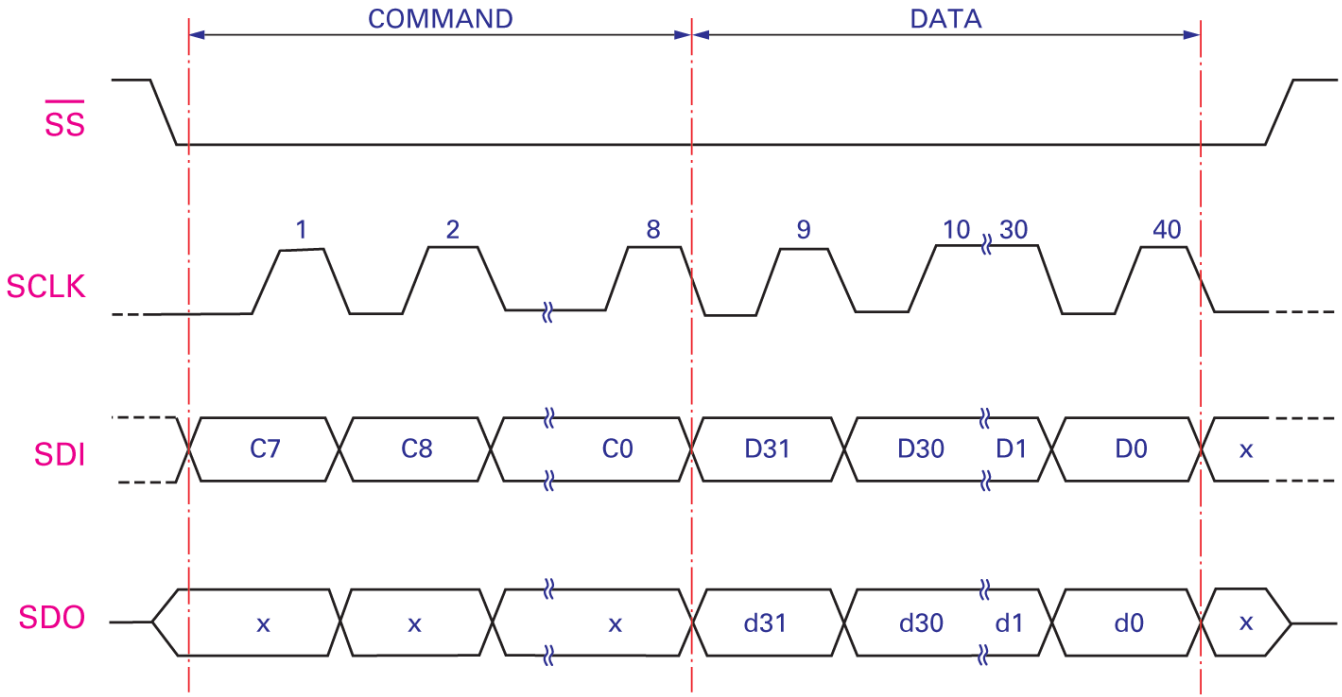 COMMAND DATA
SS
1 2 8 9 10 30 40
SCLK
SDI C7 C8 C0 D31 D30 D1 D0 x
SDO x x x d31 d30 d1 d0 x